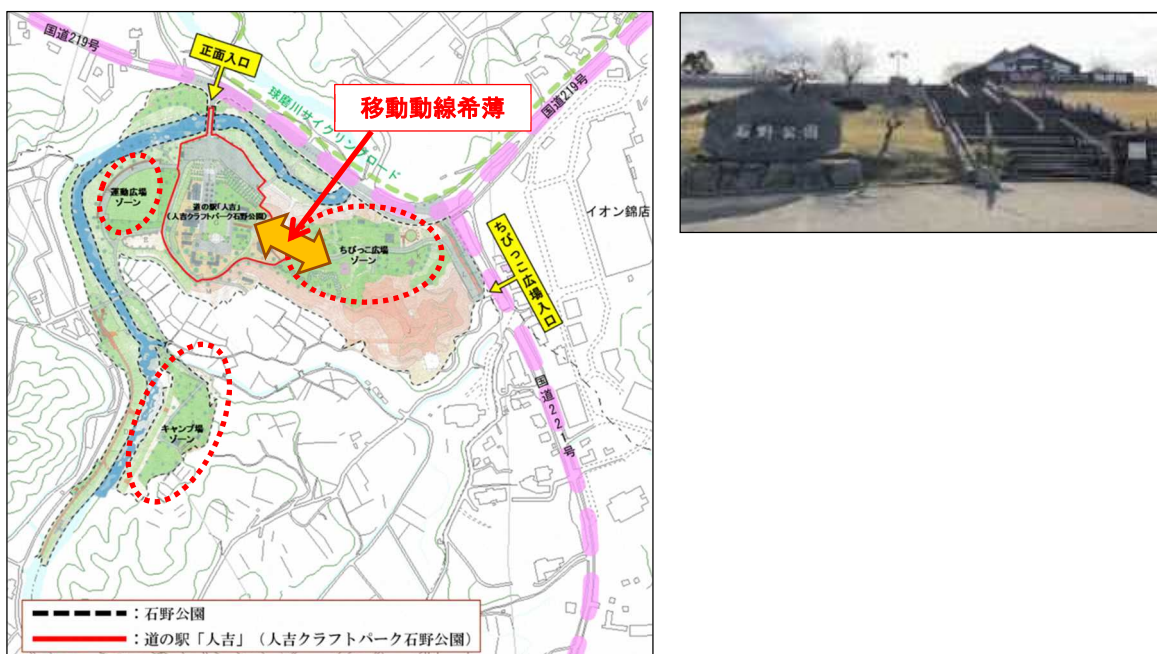 国道219号
正面入口
球磨川サイクリングロード
国道219号
移動動線希薄
運動広場
ゾーン
道の駅「人吉」
(人吉クラフトパーク石野公園)
ちびっこ広場
ゾーン
イオン錦店
ちびっこ広場入口
国道221号
キャンプ場
ゾーン
:石野公園
:道の駅「人吉」(人吉クラフトパーク石野公園)
石野公園